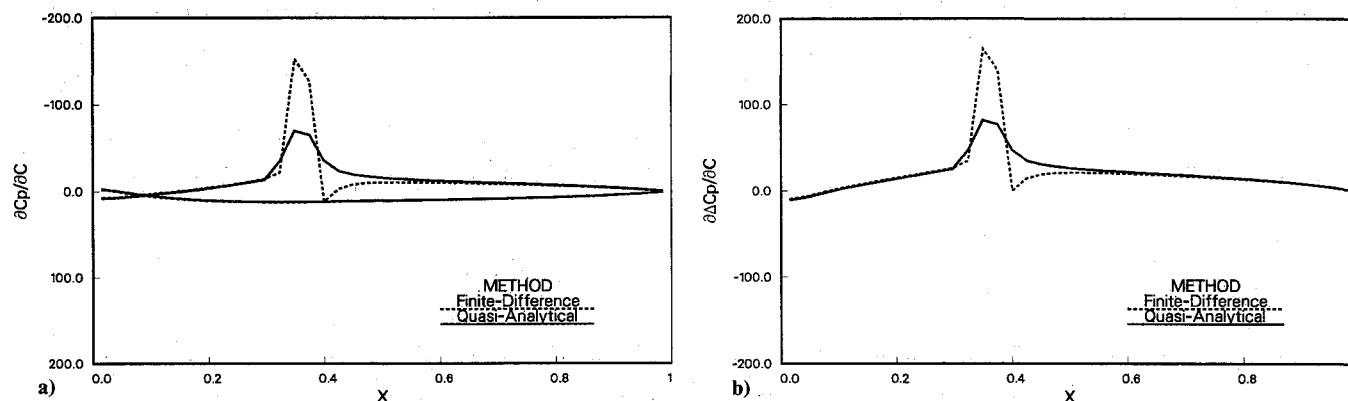 -200.0
-100.0
0.0
100.0
200.0
∂Cp/∂C
0.0
0.2
0.4
0.6
0.8
1
X
METHOD
Finite-Difference
Quasi-Analytical
a)
200.0
100.0
0.0
-100.0
-200.0
∂ΔCp/∂C
0.0
0.2
0.4
0.6
0.8
X
METHOD
Finite-Difference
Quasi-Analytical
b)